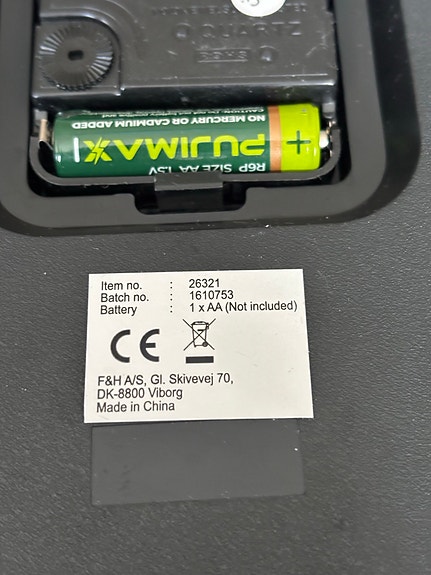 QUARTZ
NO MERCURY OR CADMIUM ADDED
PUJIMAX
R6P SIZE AA 1.5V
+
Item no. : 26321
Batch no. : 1610753
Battery : 1 x AA (Not included)
CE
F&H A/S, Gl. Skivevej 70,
DK-8800 Viborg
Made in China